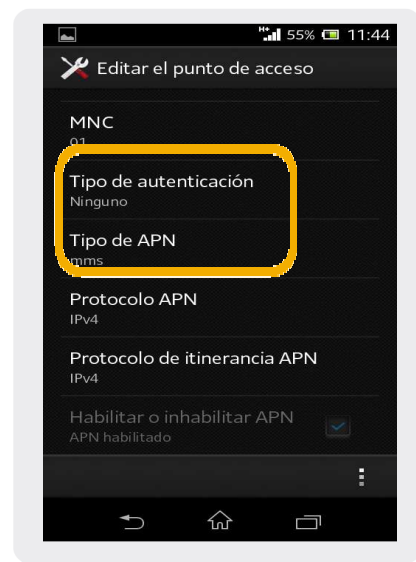 H+ 55% 11:44
Editar el punto de acceso
MNC
01
Tipo de autenticación
Ninguno
Tipo de APN
mms
Protocolo APN
IPv4
Protocolo de itinerancia APN
IPv4
Habilitar o inhabilitar APN
APN habilitado